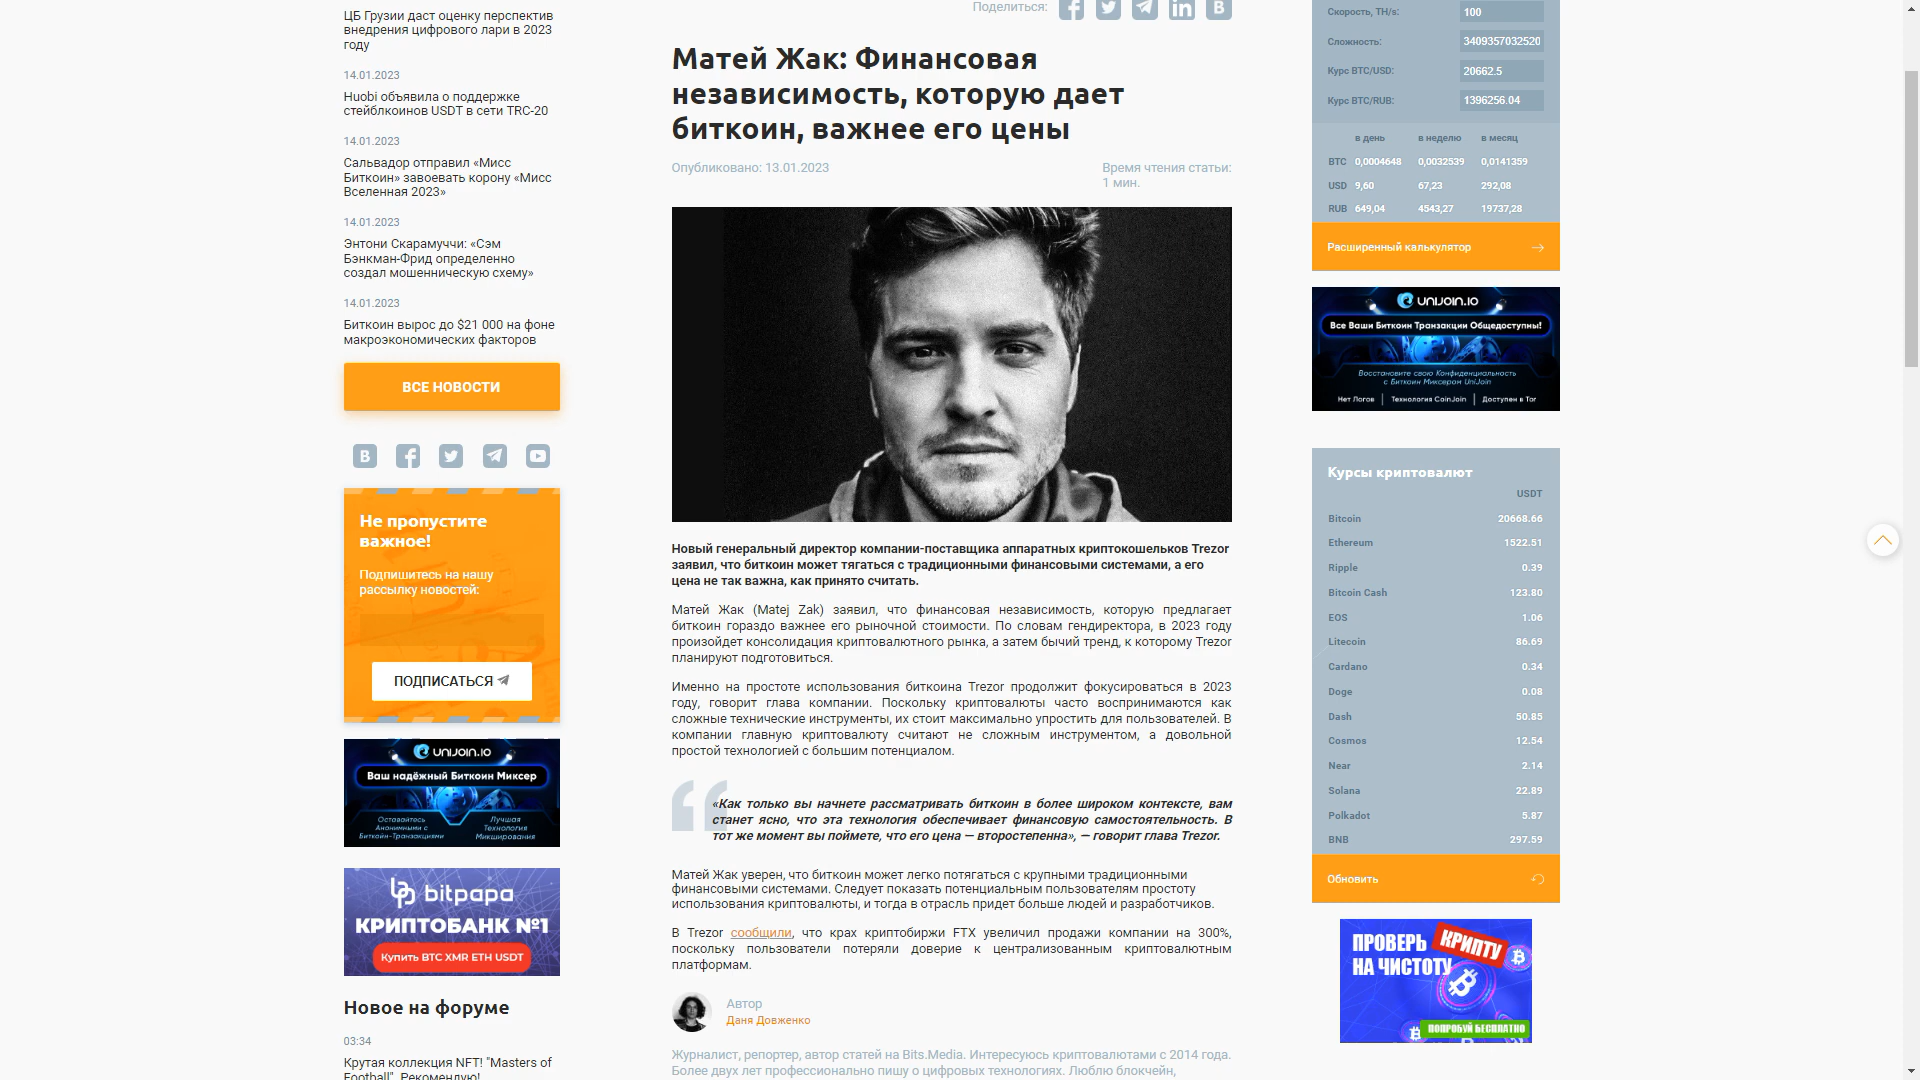 ЦБ Грузии даст оценку перспектив
внедрения цифрового лари в 2023
году
14.01.2023
Huobi объявила о поддержке
стейблкоинов USDT в сети TRC-20
14.01.2023
Сальвадор отправил «Мисс
Биткоин» завоевать корону «Мисс
Вселенная 2023»
14.01.2023
Энтони Скарамуччи: «Сэм
Бэнкман-Фрид определенно
создал мошенническую схему»
14.01.2023
Биткоин вырос до $21 000 на фоне
макроэкономических факторов
ВСЕ НОВОСТИ
Не пропустите
важное!
Подпишитесь на нашу
рассылку новостей:
ПОДПИСАТЬСЯ
UNIJOIN.IO
Ваш надёжный Биткоин Миксер
Оставайтесь
Анонимными с
Биткойн-Транзакциями
Лучшая
Технология
Микширования
bitpapa
КРИПТОБАНК №1
Купить BTC XMR ETH USDT
Новое на форуме
03:34
Крутая коллекция NFT! "Masters of
Football". Рекомендую!
Поделиться:
Матей Жак: Финансовая
независимость, которую дает
биткоин, важнее его цены
Опубликовано: 13.01.2023
Время чтения статьи:
1 мин.
Новый генеральный директор компании-поставщика аппаратных криптокошельков Trezor
заявил, что биткоин может тягаться с традиционными финансовыми системами, а его
цена не так важна, как принято считать.
Матей Жак (Matej Zak) заявил, что финансовая независимость, которую предлагает
биткоин гораздо важнее его рыночной стоимости. По словам гендиректора, в 2023 году
произойдет консолидация криптовалютного рынка, а затем бычий тренд, к которому Trezor
планируют подготовиться.
Именно на простоте использования биткоина Trezor продолжит фокусироваться в 2023
году, говорит глава компании. Поскольку криптовалюты часто воспринимаются как
сложные технические инструменты, их стоит максимально упростить для пользователей. В
компании главную криптовалюту считают не сложным инструментом, а довольной
простой технологией с большим потенциалом.
«Как только вы начнете рассматривать биткоин в более широком контексте, вам
станет ясно, что эта технология обеспечивает финансовую самостоятельность. В
тот же момент вы поймете, что его цена — второстепенна», — говорит глава Trezor.
Матей Жак уверен, что биткоин может легко потягаться с крупными традиционными
финансовыми системами. Следует показать потенциальным пользователям простоту
использования криптовалюты, и тогда в отрасль придет больше людей и разработчиков.
В Trezor сообщили, что крах криптобиржи FTX увеличил продажи компании на 300%,
поскольку пользователи потеряли доверие к централизованным криптовалютным
платформам.
Автор
Даня Довженко
Журналист, репортер, автор статей на Bits.Media. Интересуюсь криптовалютами с 2014 года.
Более двух лет профессионально пишу о цифровых технологиях. Люблю блокчейн,
Скорость, TH/s: 100
Сложность: 3409357032520
Курс BTC/USD: 20662.5
Курс BTC/RUB: 1396256.04
в день в неделю в месяц
BTC 0,0004648 0,0032539 0,0141359
USD 9,60 67,23 292,08
RUB 649,04 4543,27 19737,28
Расширенный калькулятор
UNIJOIN.IO
Все Ваши Биткоин Транзакции Общедоступны!
Восстановите свою Конфиденциальность
с Биткоин Миксером UniJoin
Нет Логов | Технология CoinJoin | Доступен в Tor
Курсы криптовалют
USDT
Bitcoin 20668.66
Ethereum 1522.51
Ripple 0.39
Bitcoin Cash 123.80
EOS 1.06
Litecoin 86.69
Cardano 0.34
Doge 0.08
Dash 50.85
Cosmos 12.54
Near 2.14
Solana 22.89
Polkadot 5.87
BNB 297.59
Обновить
ПРОВЕРЬ КРИПТУ
НА ЧИСТОТУ
ПОПРОБУЙ БЕСПЛАТНО